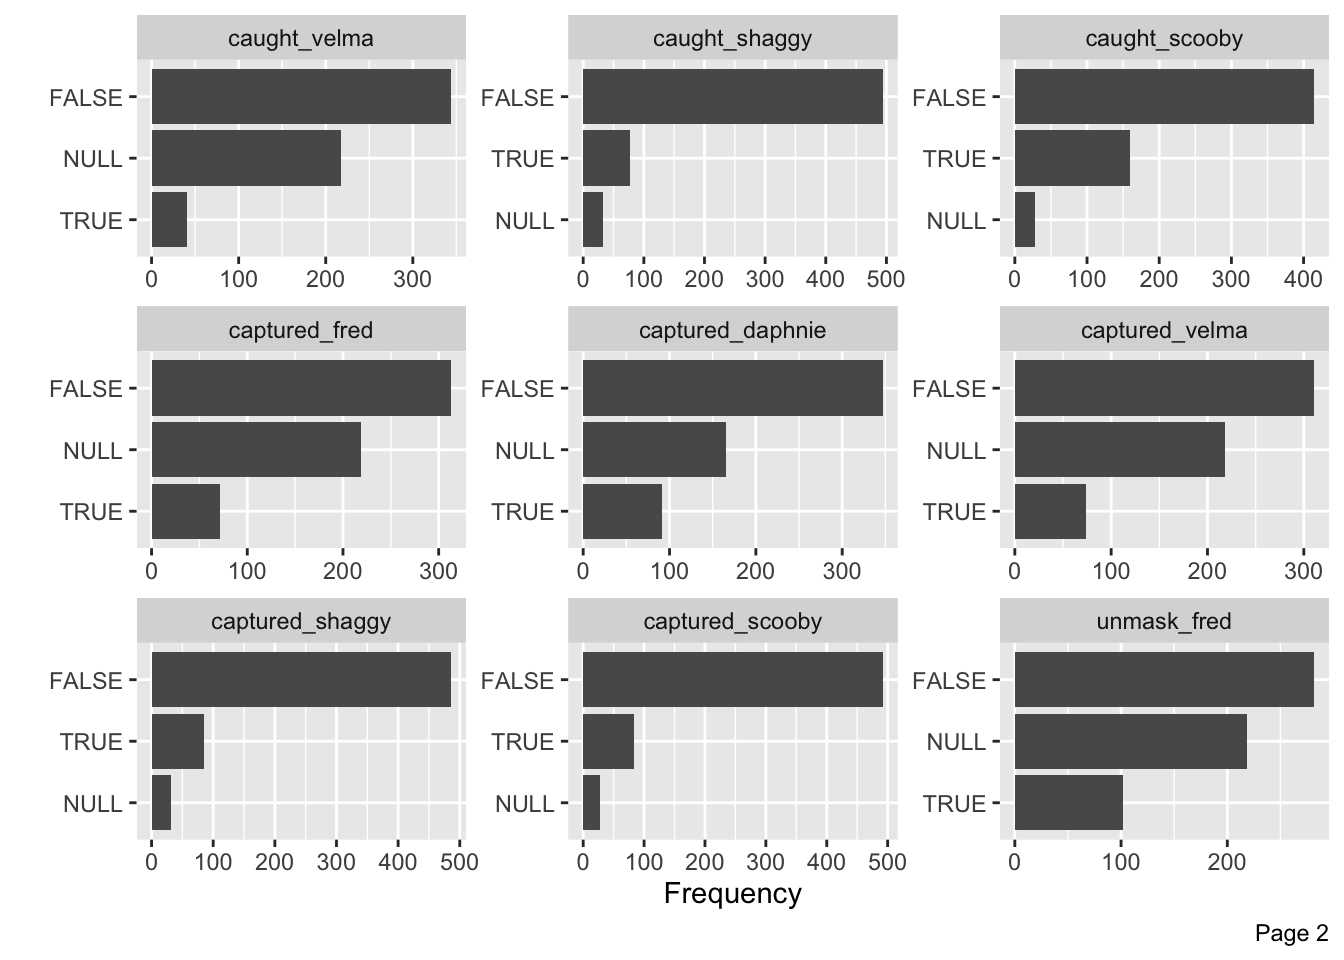 caught_velma caught_shaggy caught_scooby
FALSE FALSE FALSE
NULL TRUE TRUE
TRUE NULL NULL
0 100 200 300 0 100 200 300 400 500 0 100 200 300 400
captured_fred captured_daphnie captured_velma
FALSE FALSE FALSE
NULL NULL NULL
TRUE TRUE TRUE
0 100 200 300 0 100 200 300 0 100 200 300
captured_shaggy captured_scooby unmask_fred
FALSE FALSE FALSE
TRUE TRUE NULL
NULL NULL TRUE
0 100 200 300 400 500 0 100 200 300 400 500 0 100 200
Frequency
Page 2